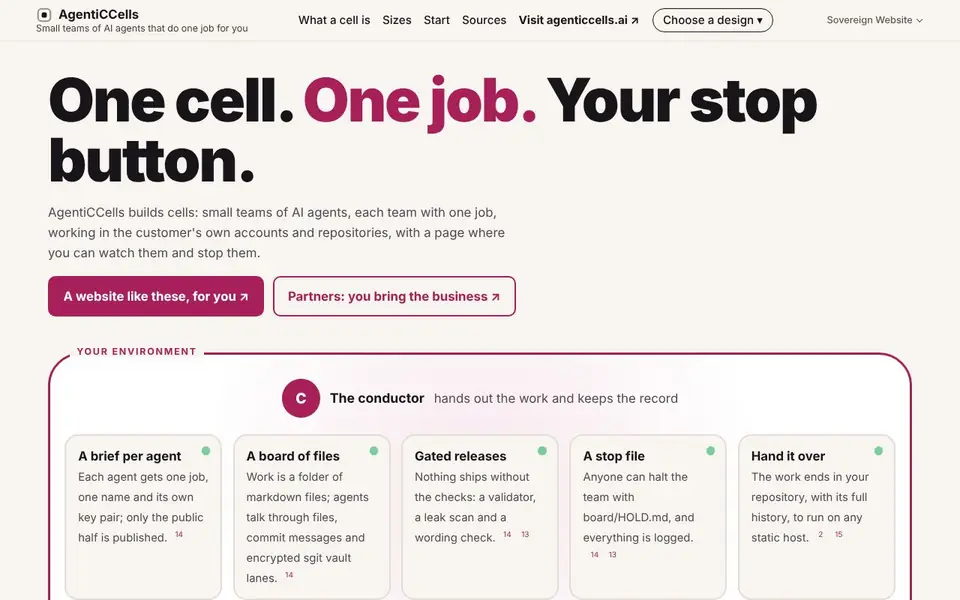 AgentiCCells
Small teams of AI agents that do one job for you
What a cell is Sizes Start Sources Visit agenticcells.ai ↗ Choose a design ▾ Sovereign Website
One cell. One job. Your stop
button.
AgentiCCells builds cells: small teams of AI agents, each team with one job,
working in the customer's own accounts and repositories, with a page where
you can watch them and stop them.
A website like these, for you ↗ Partners: you bring the business ↗
YOUR ENVIRONMENT
C The conductor hands out the work and keeps the record
A brief per agent
Each agent gets one job,
one name and its own
key pair; only the public
half is published. 14
A board of files
Work is a folder of
markdown files; agents
talk through files,
commit messages and
encrypted sgit vault
lanes. 14
Gated releases
Nothing ships without
the checks: a validator,
a leak scan and a
wording check. 14 13
A stop file
Anyone can halt the
team with
board/HOLD.md, and
everything is logged.
14 13
Hand it over
The work ends in your
repository, with its full
history, to run on any
static host. 2 15